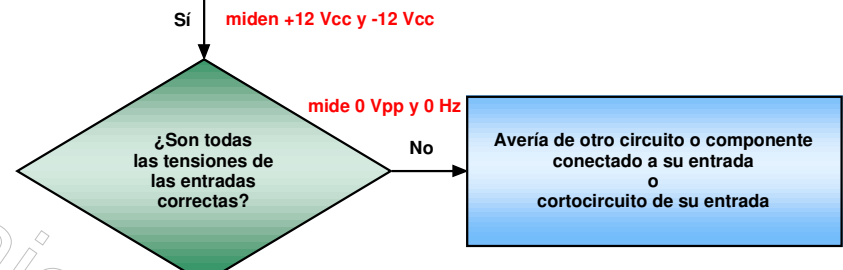 Sí
miden +12 Vcc y -12 Vcc
mide 0 Vpp y 0 Hz
¿Son todas
las tensiones de
las entradas
correctas?
No
Avería de otro circuito o componente
conectado a su entrada
o
cortocircuito de su entrada